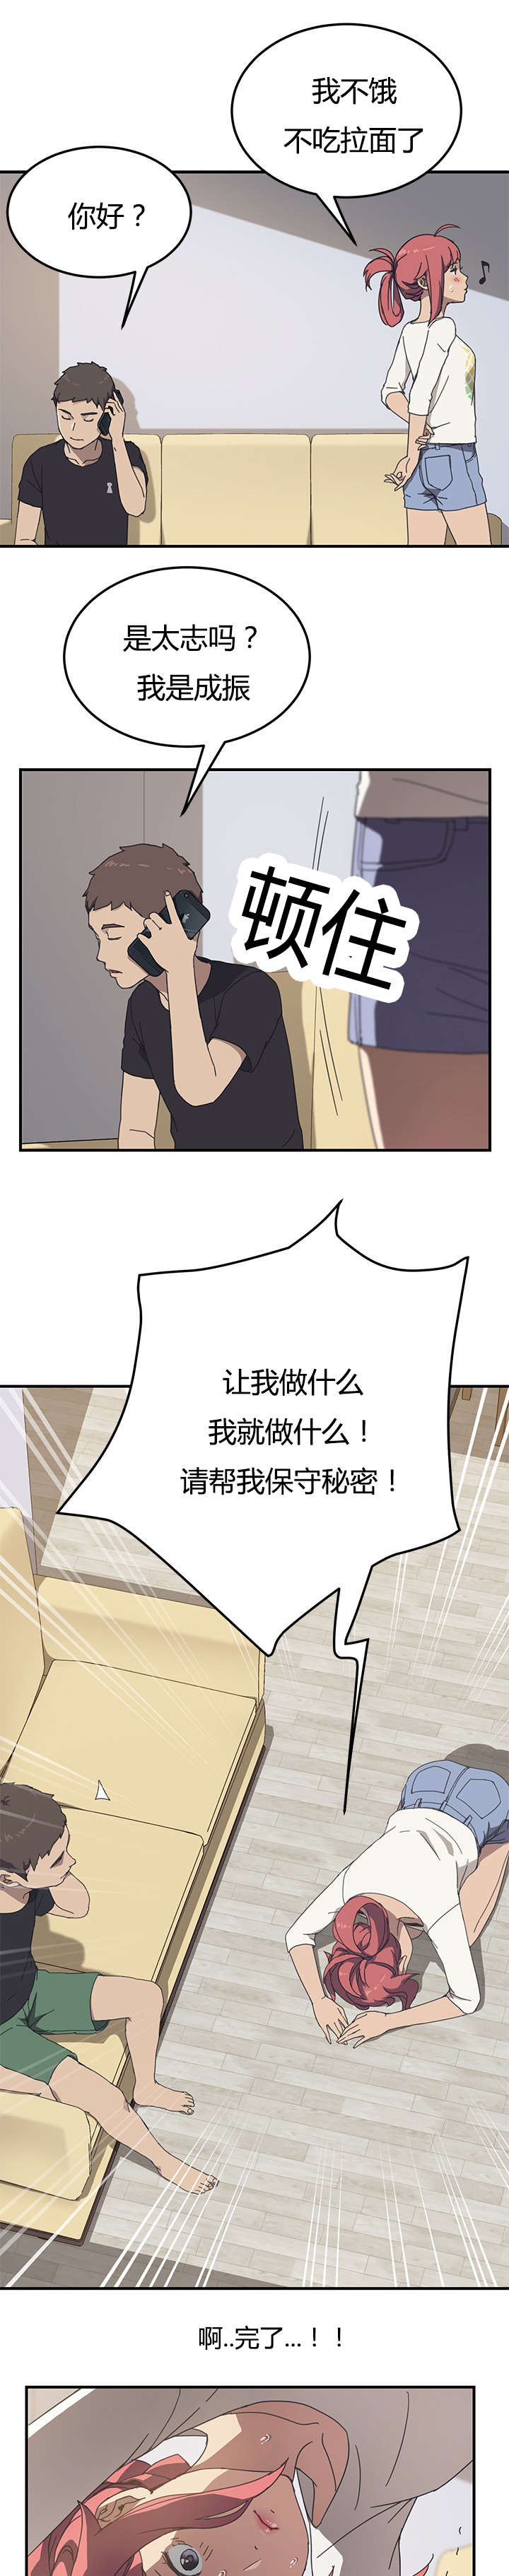 我不饿
不吃拉面了
你好？
是太志吗？
我是成振
顿住
让我做什么
我就做什么！
请帮我保守秘密！
啊..完了...！！